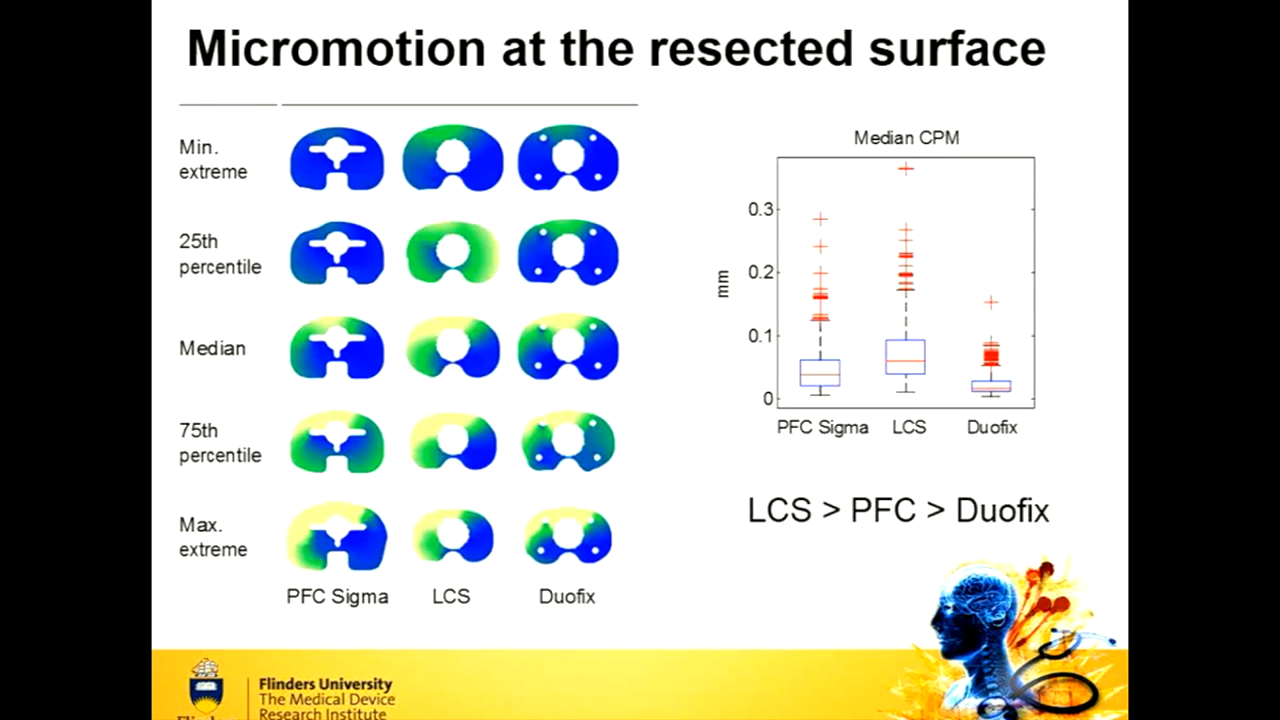 Micromotion at the resected surface
Min.
extreme
25th
percentile
Median
75th
percentile
Max.
extreme
PFC Sigma
LCS
Duofix
Median CPM
mm
0.3
0.2
0.1
0
PFC Sigma
LCS
Duofix
LCS > PFC > Duofix
Flinders University
The Medical Device
Research Institute